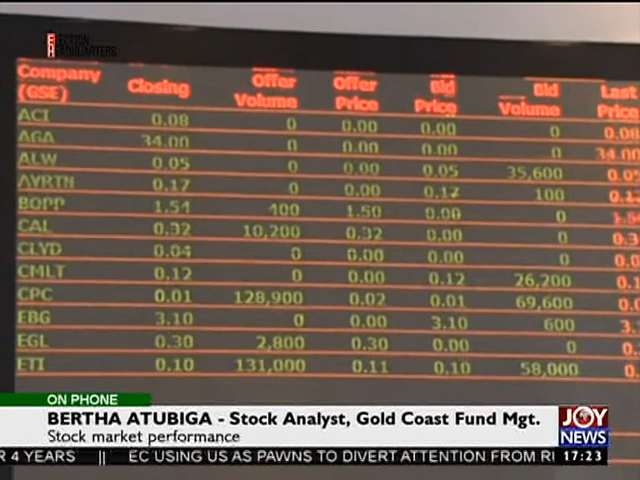 ELECTION
HEADQUARTERS
Company (GSE) Closing Offer Volume Offer Price Bid Price Bid Volume Last Price
ACI 0.08 0 0.00 0.00 0 0.00
AGA 34.00 0 0.00 0.00 0 34.00
ALW 0.05 0 0.00 0.05 35,600 0.05
AYRTN 0.17 0 0.00 0.17 100
BOPP 1.51 400 1.50 0.00 0
CAL 0.32 10,200 0.32 0.00 0
CLYD 0.04 0 0.00 0.00 0
CMLT 0.12 0 0.00 0.12 26,200
CPC 0.01 128,900 0.02 0.01 69,600
EBG 3.10 0 0.00 3.10 600
EGL 0.30 2,800 0.30 0.00 0
ETI 0.10 131,000 0.11 0.10 58,000
ON PHONE
BERTHA ATUBIGA - Stock Analyst, Gold Coast Fund Mgt.
Stock market performance
JOY
NEWS
R 4 YEARS || EC USING US AS PAWNS TO DIVERT ATTENTION FROM RI 17:23